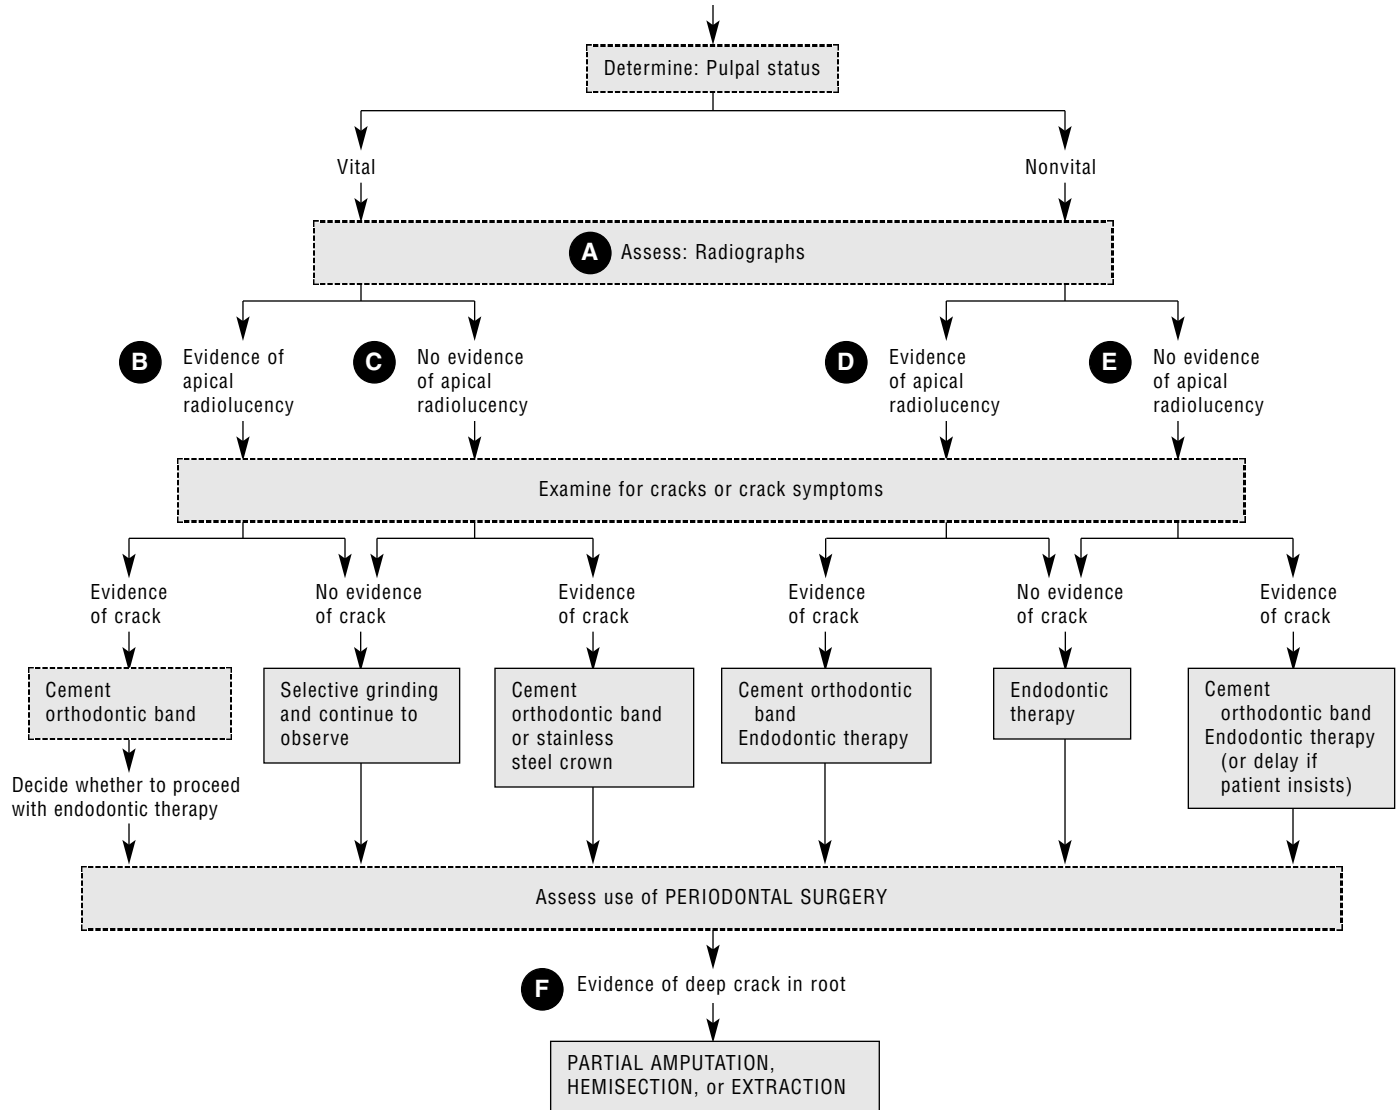 Determine: Pulpal status
Vital
Nonvital
A Assess: Radiographs
B
Evidence of
apical
radiolucency
C
No evidence
of apical
radiolucency
D
Evidence
of apical
radiolucency
E
No evidence
of apical
radiolucency
Examine for cracks or crack symptoms
Evidence
of crack
No evidence
of crack
Evidence
of crack
Evidence
of crack
No evidence
of crack
Evidence
of crack
Cement
orthodontic band
Selective grinding
and continue to
observe
Cement
orthodontic band
or stainless
steel crown
Cement orthodontic
band
Endodontic therapy
Endodontic
therapy
Cement
orthodontic band
Endodontic therapy
(or delay if
patient insists)
Decide whether to proceed
with endodontic therapy
Assess use of PERIODONTAL SURGERY
F Evidence of deep crack in root
PARTIAL AMPUTATION,
HEMISECTION, or EXTRACTION